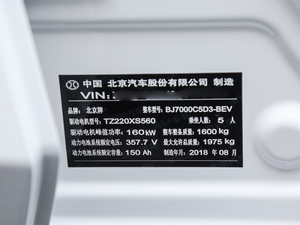 中国 北京汽车股份有限公司 制造
VIN:
品牌 北京牌 整车型号 BJ7000C5D3-BEV
驱动电机型号 TZ220XS560 乘坐人数 5 人
驱动电机峰值功率 160 kW 整车整备质量 1600 kg
动力电池系统额定电压 357.7 V 最大允许总质量 1975 kg
动力电池系统额定容量 150 Ah 制造年月 2018 年 08 月